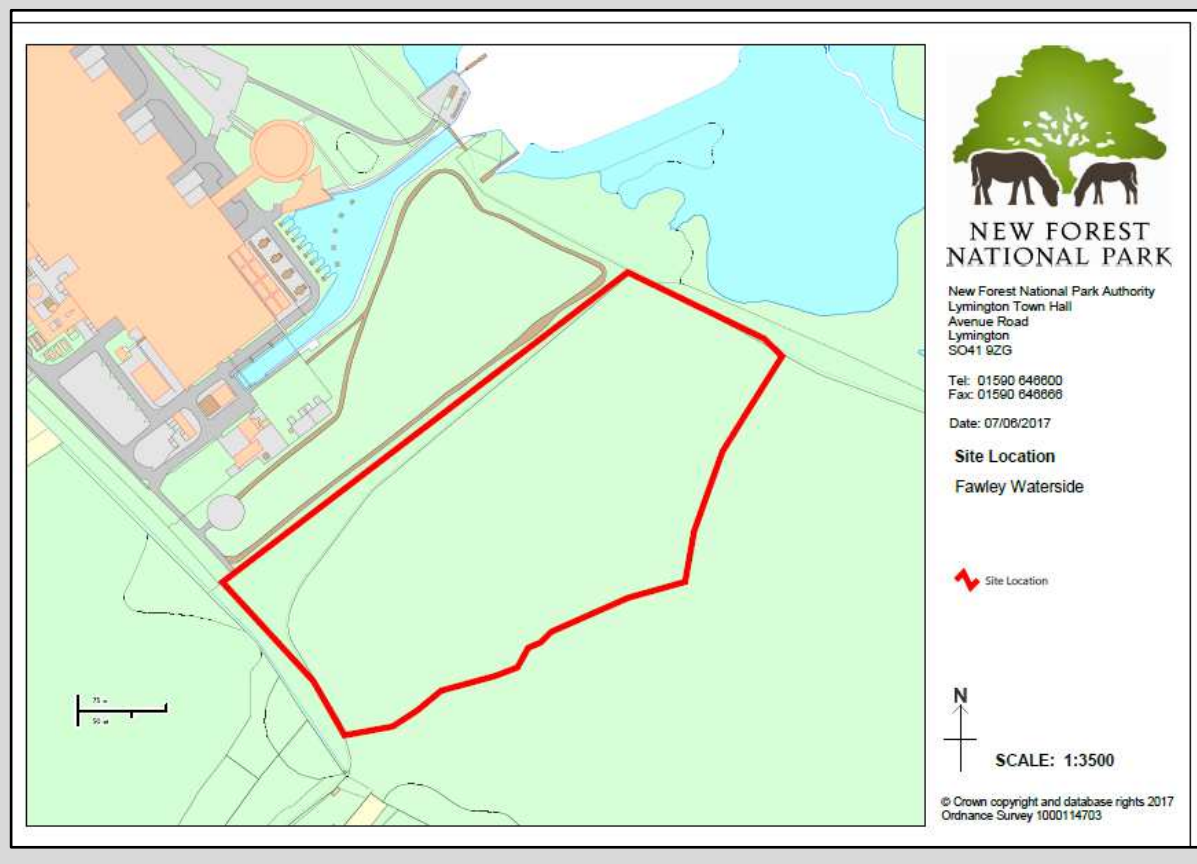 NEW FOREST
NATIONAL PARK
New Forest National Park Authority
Lymington Town Hall
Avenue Road
Lymington
SO41 9ZG
Tel: 01590 646600
Fax: 01590 646666
Date: 07/06/2017
Site Location
Fawley Waterside
Site Location
N
SCALE: 1:3500
© Crown copyright and database rights 2017
Ordnance Survey 1000114703